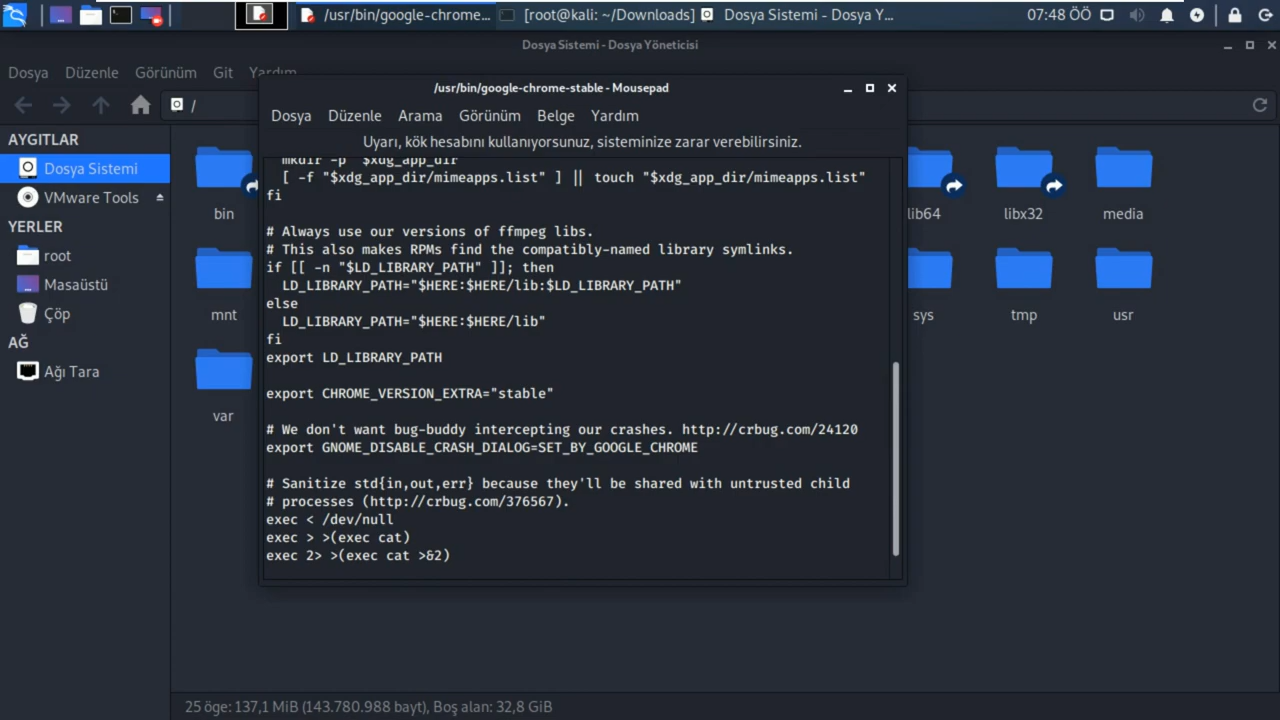 /usr/bin/google-chrome...
[root@kali: ~/Downloads]
Dosya Sistemi - Dosya Y...
07:48 ÖÖ
Dosya Sistemi - Dosya Yöneticisi
Dosya Düzenle Görünüm Git Yardım
/
AYGITLAR
Dosya Sistemi
VMware Tools
YERLER
root
Masaüstü
Çöp
AĞ
Ağı Tara
/usr/bin/google-chrome-stable - Mousepad
Dosya Düzenle Arama Görünüm Belge Yardım
Uyarı, kök hesabını kullanıyorsunuz, sisteminize zarar verebilirsiniz.
mkdir -p "$xdg_app_dir"
[ -f "$xdg_app_dir/mimeapps.list" ] || touch "$xdg_app_dir/mimeapps.list"
fi
# Always use our versions of ffmpeg libs.
# This also makes RPMs find the compatibly-named library symlinks.
if [[ -n "$LD_LIBRARY_PATH" ]]; then
LD_LIBRARY_PATH="$HERE:$HERE/lib:$LD_LIBRARY_PATH"
else
LD_LIBRARY_PATH="$HERE:$HERE/lib"
fi
export LD_LIBRARY_PATH
export CHROME_VERSION_EXTRA="stable"
# We don't want bug-buddy intercepting our crashes. http://crbug.com/24120
export GNOME_DISABLE_CRASH_DIALOG=SET_BY_GOOGLE_CHROME
# Sanitize std{in,out,err} because they'll be shared with untrusted child
# processes (http://crbug.com/376567).
exec < /dev/null
exec > >(exec cat)
exec 2> >(exec cat >&2)
bin
lib64
libx32
media
mnt
sys
tmp
usr
var
25 öge: 137,1 MiB (143.780.988 bayt), Boş alan: 32,8 GiB